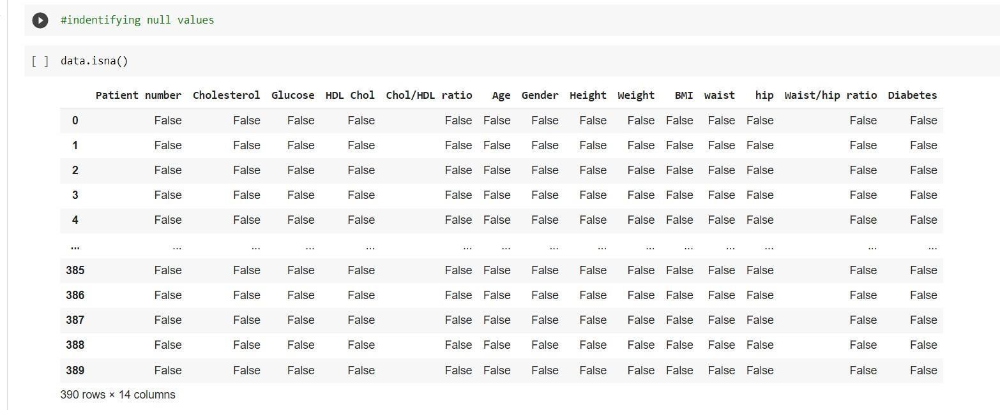 #indentifying null values
[ ] data.isna()
Patient number Cholesterol Glucose HDL Chol Chol/HDL ratio Age Gender Height Weight BMI waist hip Waist/hip ratio Diabetes
0 False False False False False False False False False False False False False False
1 False False False False False False False False False False False False False False
2 False False False False False False False False False False False False False False
3 False False False False False False False False False False False False False False
4 False False False False False False False False False False False False False False
... ... ... ... ... ... ... ... ... ... ... ... ... ... ...
385 False False False False False False False False False False False False False False
386 False False False False False False False False False False False False False False
387 False False False False False False False False False False False False False False
388 False False False False False False False False False False False False False False
389 False False False False False False False False False False False False False False
390 rows × 14 columns